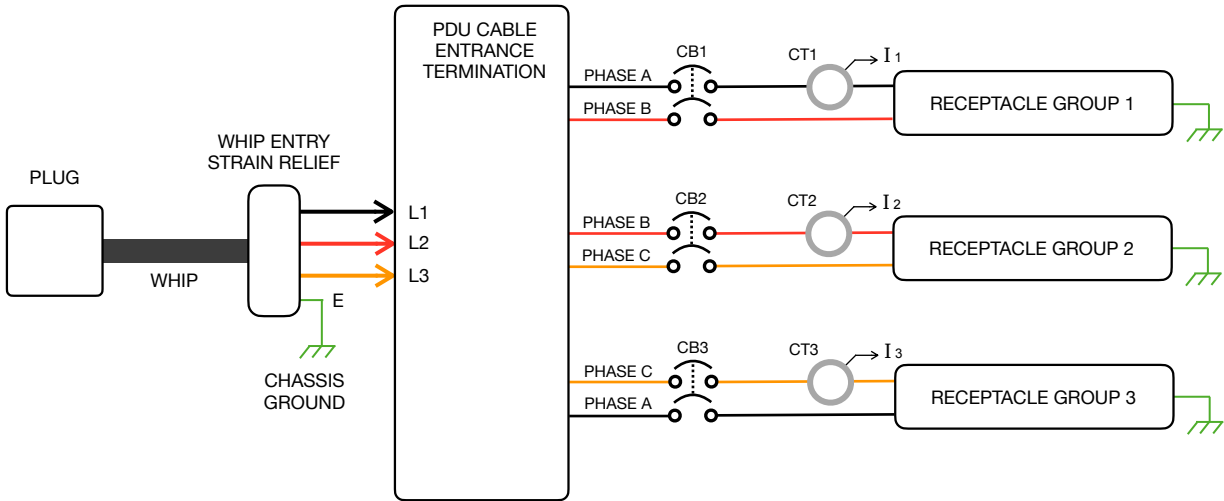 PLUG
WHIP
WHIP ENTRY
STRAIN RELIEF
L1
L2
L3
E
CHASSIS
GROUND
PDU CABLE
ENTRANCE
TERMINATION
PHASE A
PHASE B
CB1
CT1
I 1
RECEPTACLE GROUP 1
PHASE B
PHASE C
CB2
CT2
I 2
RECEPTACLE GROUP 2
PHASE C
PHASE A
CB3
CT3
I 3
RECEPTACLE GROUP 3